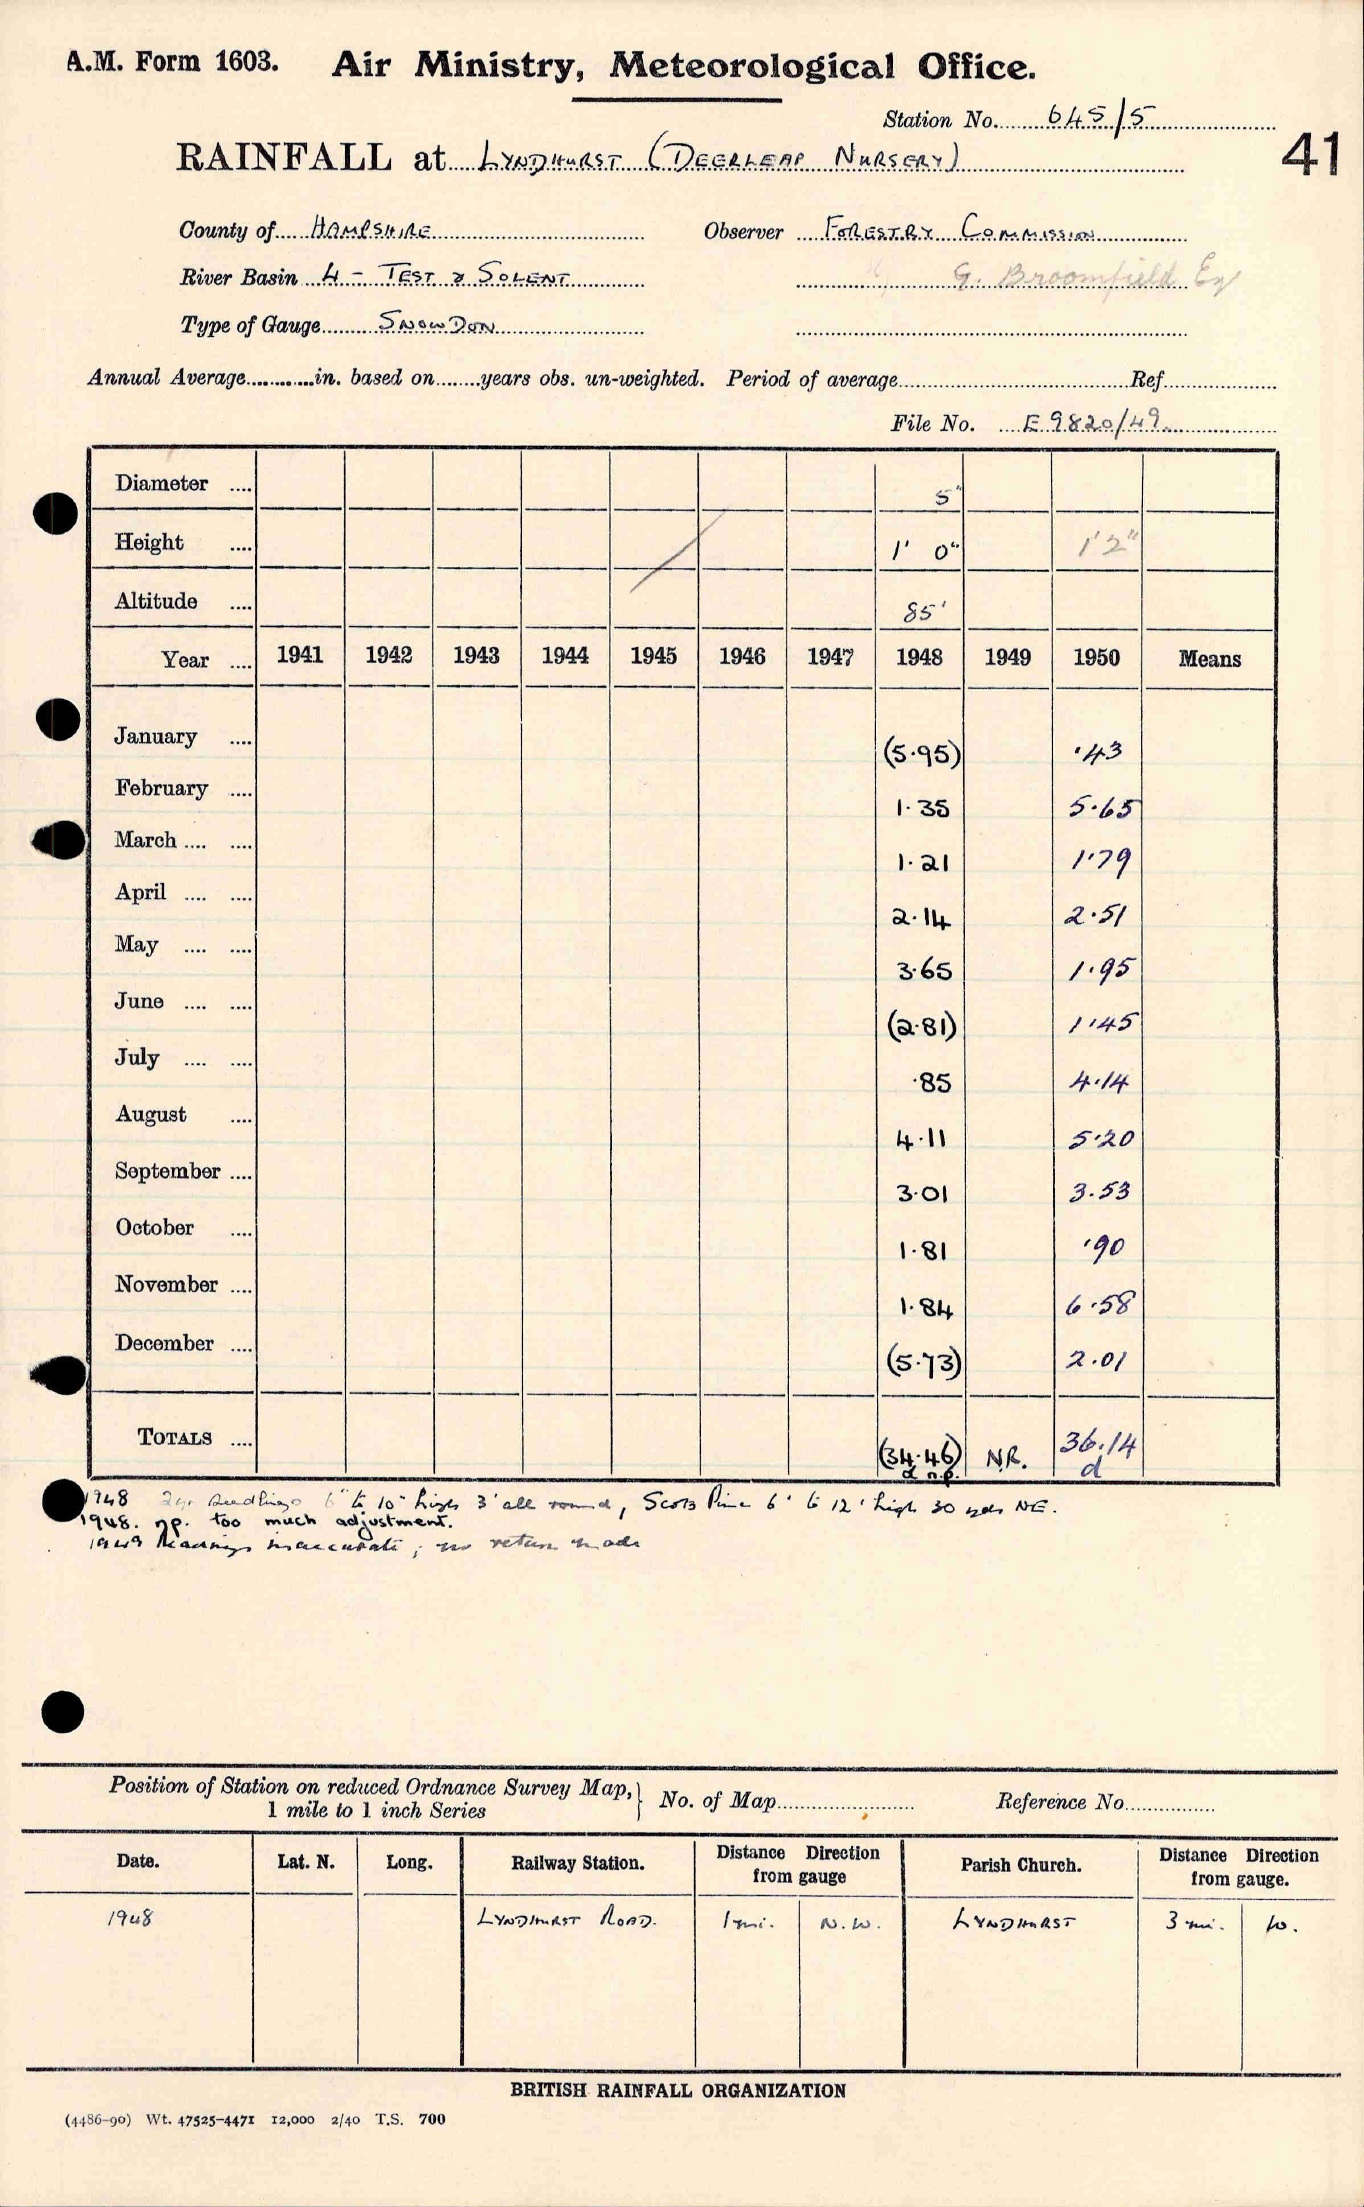 A.M. Form 1603. Air Ministry, Meteorological Office.
Station No. 645/5
41
RAINFALL at LYNDHURST (DEERLEAP NURSERY)
County of HAMPSHIRE Observer FORESTRY COMMISSION
River Basin 4 - TEST & SOLENT G. Broomfield Esq
Type of Gauge SNOWDON
Annual Average in. based on years obs. un-weighted. Period of average Ref.
File No. E 9820/49.
Diameter .... 5"
Height .... 1' 0" 1'2"
Altitude .... 85'
Year .... 1941 1942 1943 1944 1945 1946 1947 1948 1949 1950 Means
January .... (5.95) .43
February .... 1.35 5.65
March .... .... 1.21 1.79
April .... .... 2.14 2.51
May .... .... 3.65 1.95
June .... .... (2.81) 1.45
July .... .... .85 4.14
August .... 4.11 5.20
September .... 3.01 3.53
October .... 1.81 .90
November .... 1.84 6.58
December .... (5.73) 2.01
TOTALS .... (34.46) N.R. 36.14
d n.p. d
1948 2yr. Seedlings 6" to 10" high 3' all round, Scots Pine 6' to 12' high 30 yds NE.
1948. n.p. too much adjustment.
1949 Readings inaccurate; no return made
Position of Station on reduced Ordnance Survey Map, } No. of Map Reference No.
1 mile to 1 inch Series
Date. Lat. N. Long. Railway Station. Distance Direction from gauge Parish Church. Distance Direction from gauge.
1948 LYNDHURST ROAD. 1 mi. N.W. LYNDHURST 3 mi. W.
BRITISH RAINFALL ORGANIZATION
(4486-90) Wt. 47525-4471 12,000 2/40 T.S. 700